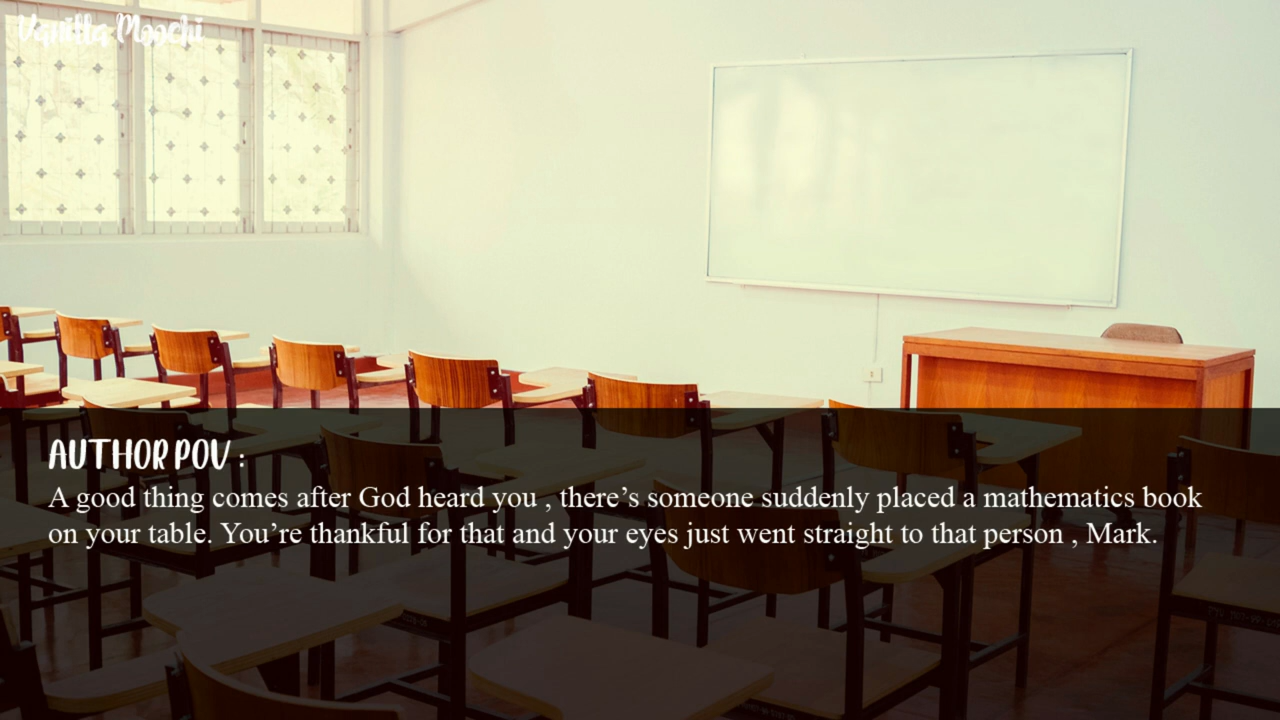 Vanilla Moochi
AUTHOR POV :
A good thing comes after God heard you , there’s someone suddenly placed a mathematics book
on your table. You’re thankful for that and your eyes just went straight to that person , Mark.